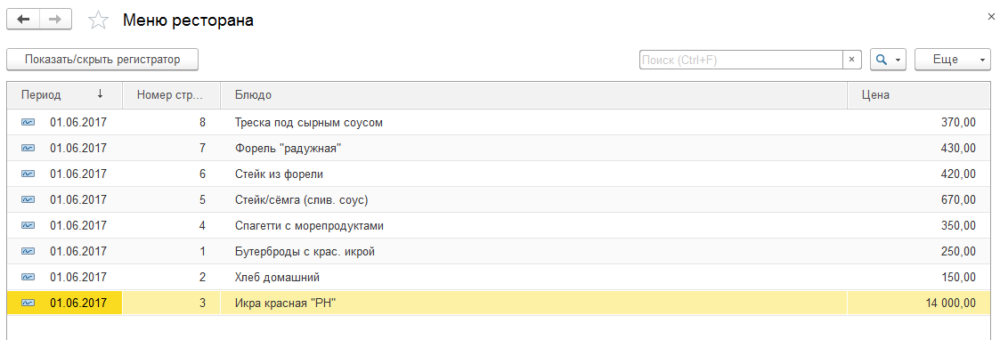 Меню ресторана
Показать/скрыть регистратор Поиск (Ctrl+F) × Еще
Период ↓ Номер стр... Блюдо Цена
01.06.2017 8 Треска под сырным соусом 370,00
01.06.2017 7 Форель "радужная" 430,00
01.06.2017 6 Стейк из форели 420,00
01.06.2017 5 Стейк/сёмга (слив. соус) 670,00
01.06.2017 4 Спагетти с морепродуктами 350,00
01.06.2017 1 Бутерброды с крас. икрой 250,00
01.06.2017 2 Хлеб домашний 150,00
01.06.2017 3 Икра красная "РН" 14 000,00